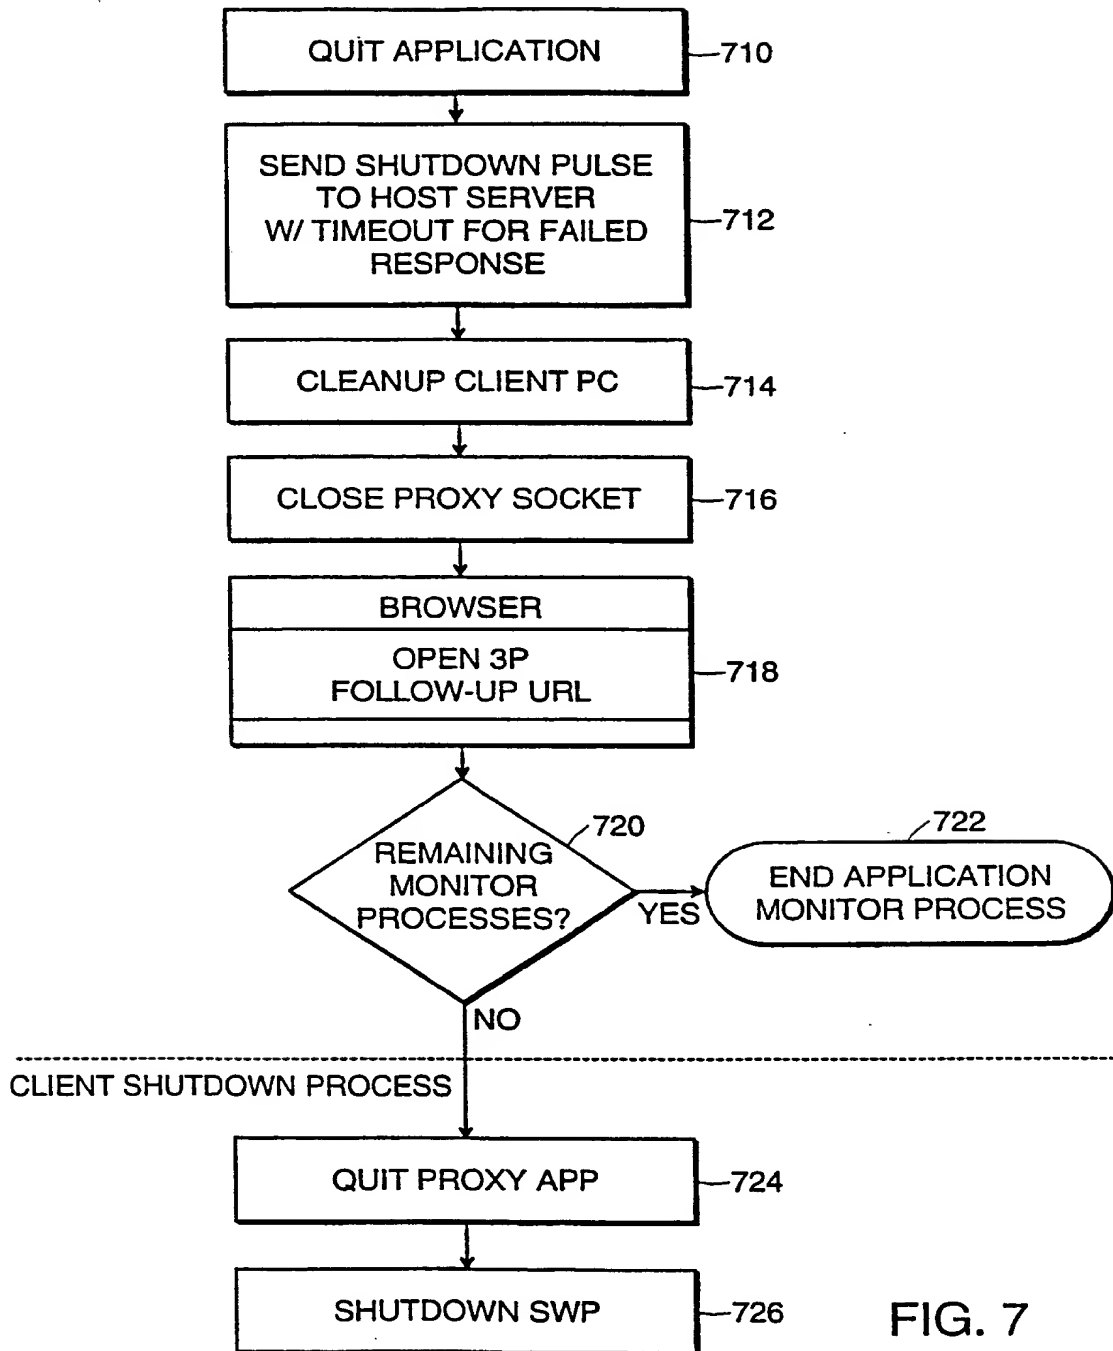 QUIT APPLICATION
710
SEND SHUTDOWN PULSE
TO HOST SERVER
W/ TIMEOUT FOR FAILED
RESPONSE
712
CLEANUP CLIENT PC
714
CLOSE PROXY SOCKET
716
BROWSER
OPEN 3P
FOLLOW-UP URL
718
REMAINING
MONITOR
PROCESSES?
720
YES
722
END APPLICATION
MONITOR PROCESS
NO
CLIENT SHUTDOWN PROCESS
QUIT PROXY APP
724
SHUTDOWN SWP
726
FIG. 7